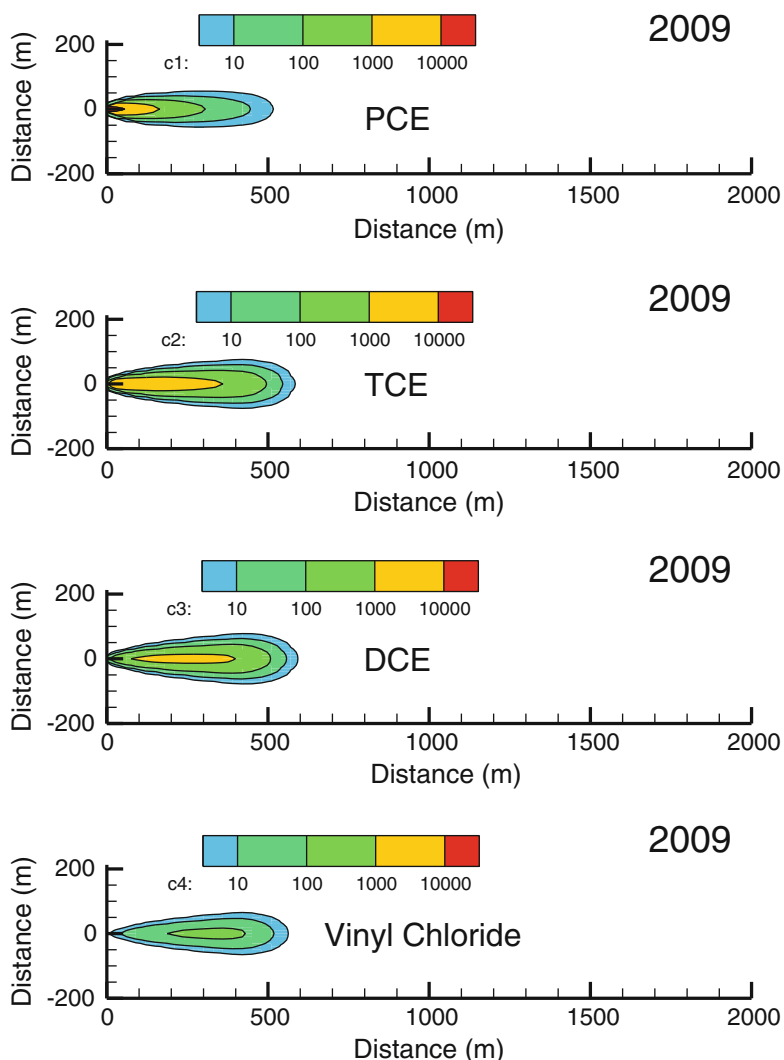 2009
200
0
-200
Distance (m)
c1: 10 100 1000 10000
PCE
0 500 1000 1500 2000
Distance (m)
2009
200
0
-200
Distance (m)
c2: 10 100 1000 10000
TCE
0 500 1000 1500 2000
Distance (m)
2009
200
0
-200
Distance (m)
c3: 10 100 1000 10000
DCE
0 500 1000 1500 2000
Distance (m)
2009
200
0
-200
Distance (m)
c4: 10 100 1000 10000
Vinyl Chloride
0 500 1000 1500 2000
Distance (m)